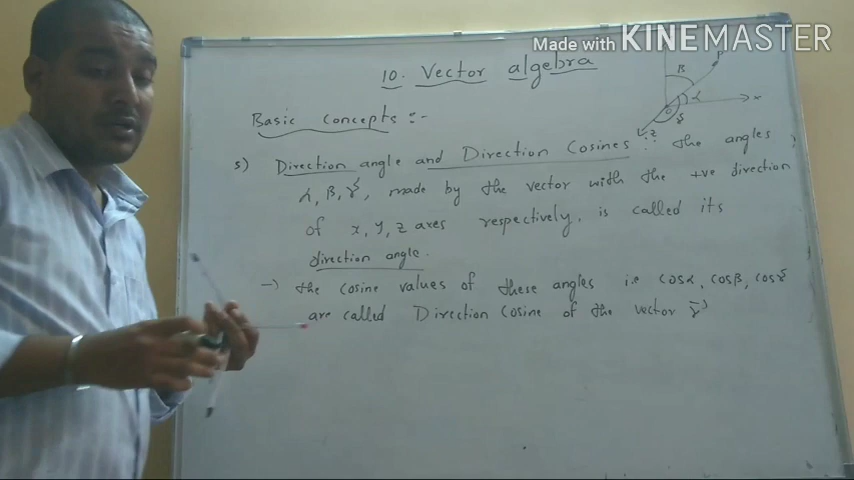 Made with KINEMASTER
10. Vector algebra
Basic concepts :-
P
β
α
x
O
γ
z
5) Direction angle and Direction Cosines : the angles
α, β, γ, made by the vector with the +ve direction
of x, y, z axes respectively. is called its
direction angle.
→ the cosine values of these angles i.e cosα, cosβ, cosγ
are called Direction Cosine of the vector